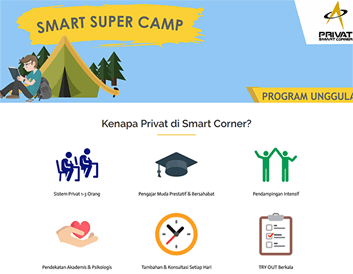 SMART SUPER CAMP
PRIVAT
SMART CORNER
PROGRAM UNGGULA
Kenapa Privat di Smart Corner?
Sistem Privat 1-3 Orang
Pengajar Muda Prestatif & Bersahabat
Pendampingan Intensif
Pendekatan Akademis & Psikologis
Tambahan & Konsultasi Setiap Hari
TRY OUT Berkala